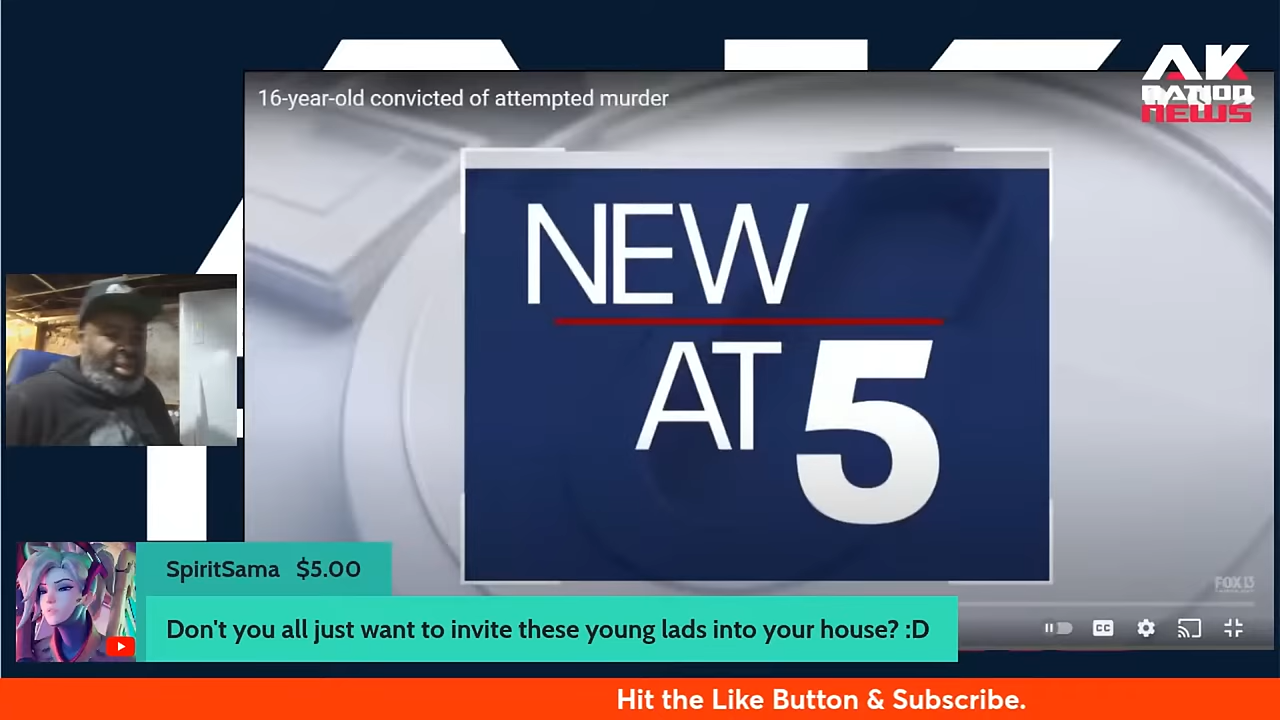 16-year-old convicted of attempted murder
AK
NATION
NEWS
NEW
AT 5
FOX 13
SpiritSama $5.00
Don't you all just want to invite these young lads into your house? :D
CC
Hit the Like Button & Subscribe.